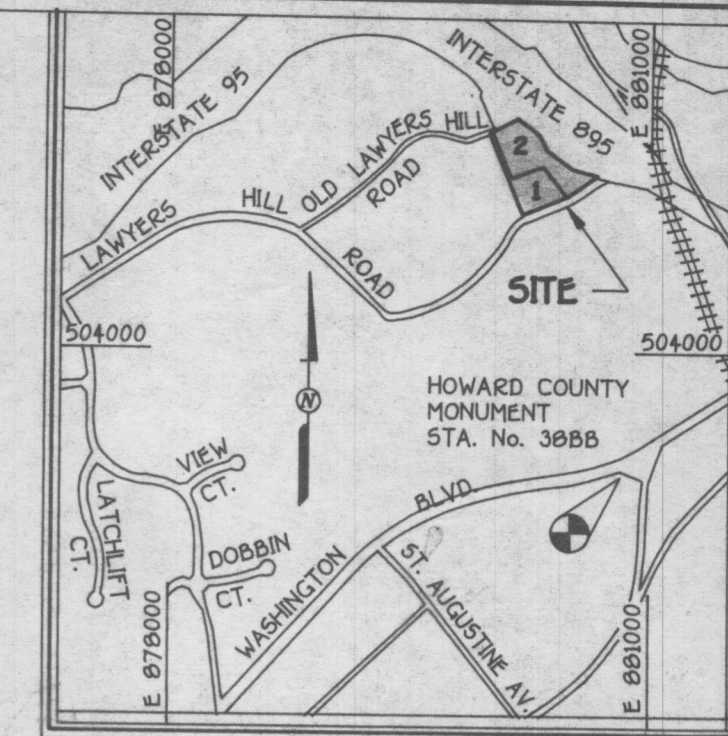 878000
INTERSTATE 95
INTERSTATE 895
E 881000
LAWYERS HILL ROAD
OLD LAWYERS HILL
ROAD
2
1
SITE
504000
504000
N
HOWARD COUNTY
MONUMENT
STA. No. 38BB
VIEW
CT.
LATCHLIFT
CT.
DOBBIN
CT.
WASHINGTON BLVD.
ST. AUGUSTINE AV.
E 878000
E 881000